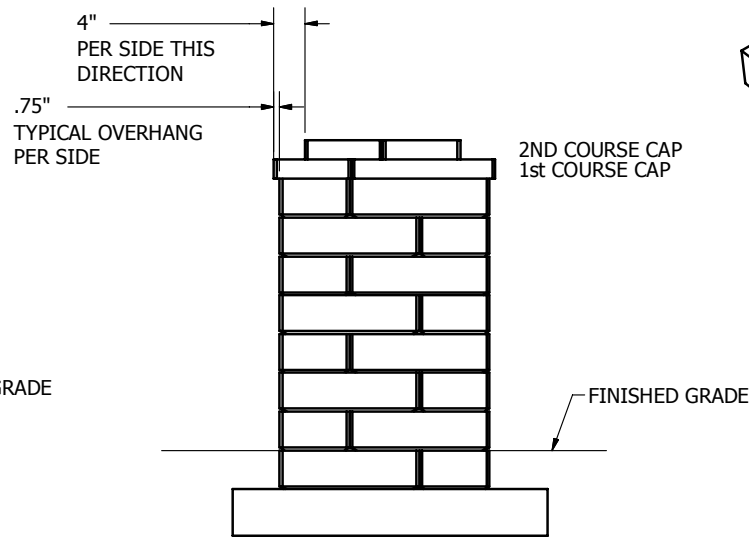 4"
PER SIDE THIS
DIRECTION
.75"
TYPICAL OVERHANG
PER SIDE
2ND COURSE CAP
1st COURSE CAP
GRADE
FINISHED GRADE